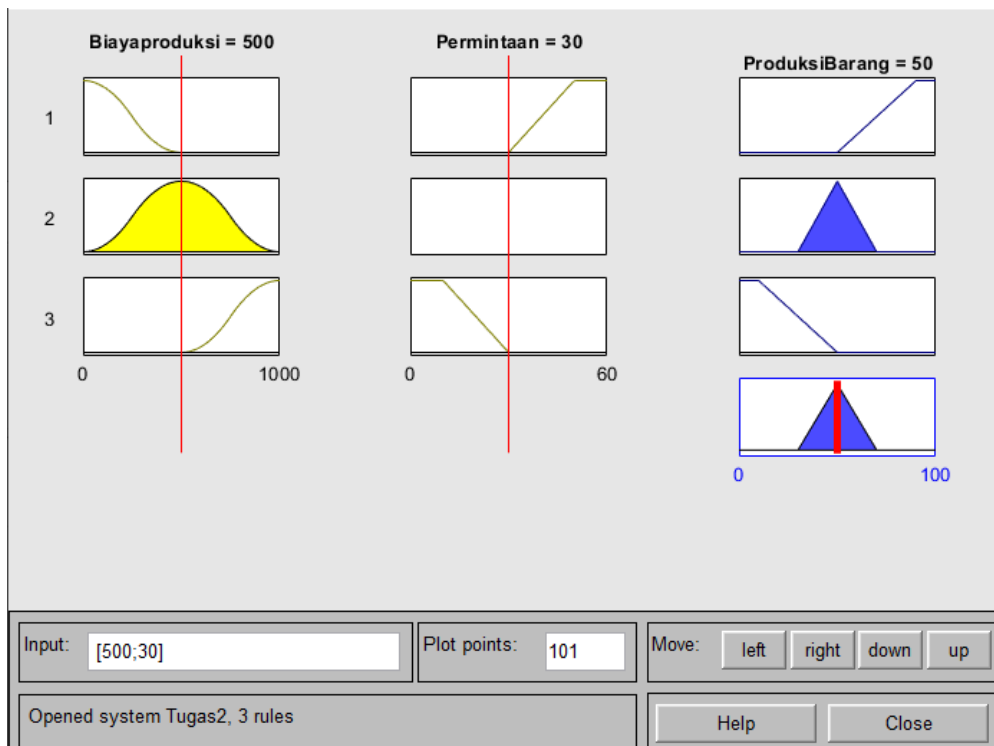 Biayaproduksi = 500
Permintaan = 30
ProduksiBarang = 50
1
2
3
0 1000
0 60
0 100
Input: [500;30]
Plot points: 101
Move: left right down up
Opened system Tugas2, 3 rules
Help Close